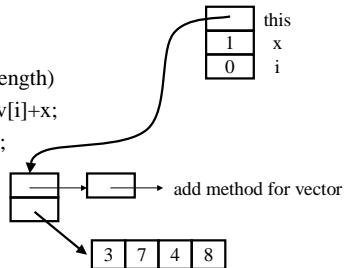 this
1 x
ength)
0 i
v[i]+x;
;
add method for vector
3 7 4 8